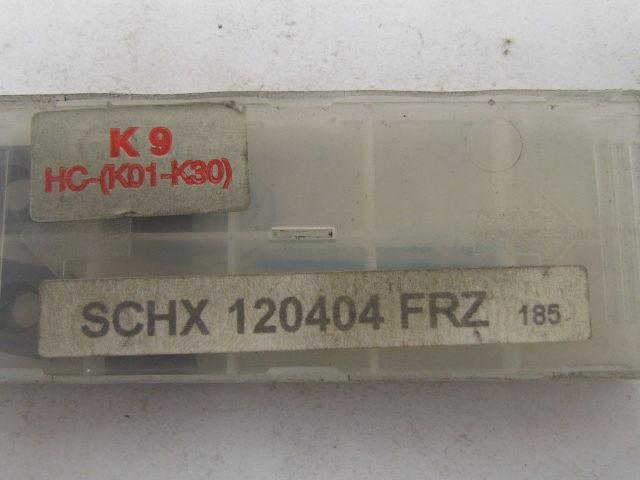 K 9
HC-(K01-K30)
SCHX 120404 FRZ 185